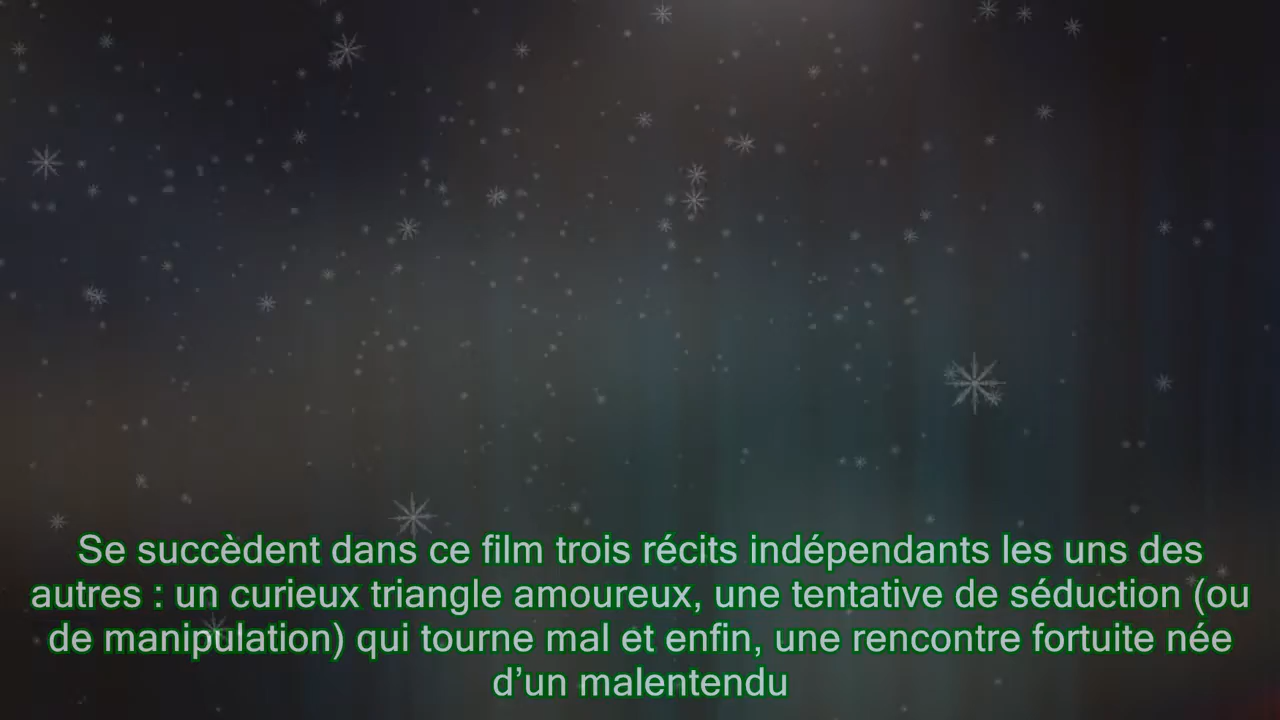 Se succèdent dans ce film trois récits indépendants les uns des
autres : un curieux triangle amoureux, une tentative de séduction (ou
de manipulation) qui tourne mal et enfin, une rencontre fortuite née
d’un malentendu